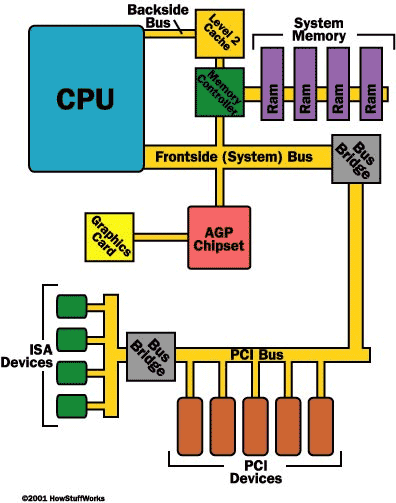 Backside
Bus
Level 2
Cache
System
Memory
CPU
Memory
Controller
Ram
Ram
Ram
Ram
Frontside (System) Bus
Bus
Bridge
Graphics
Card
AGP
Chipset
ISA
Devices
Bus
Bridge
PCI Bus
PCI
Devices
©2001 HowStuffWorks